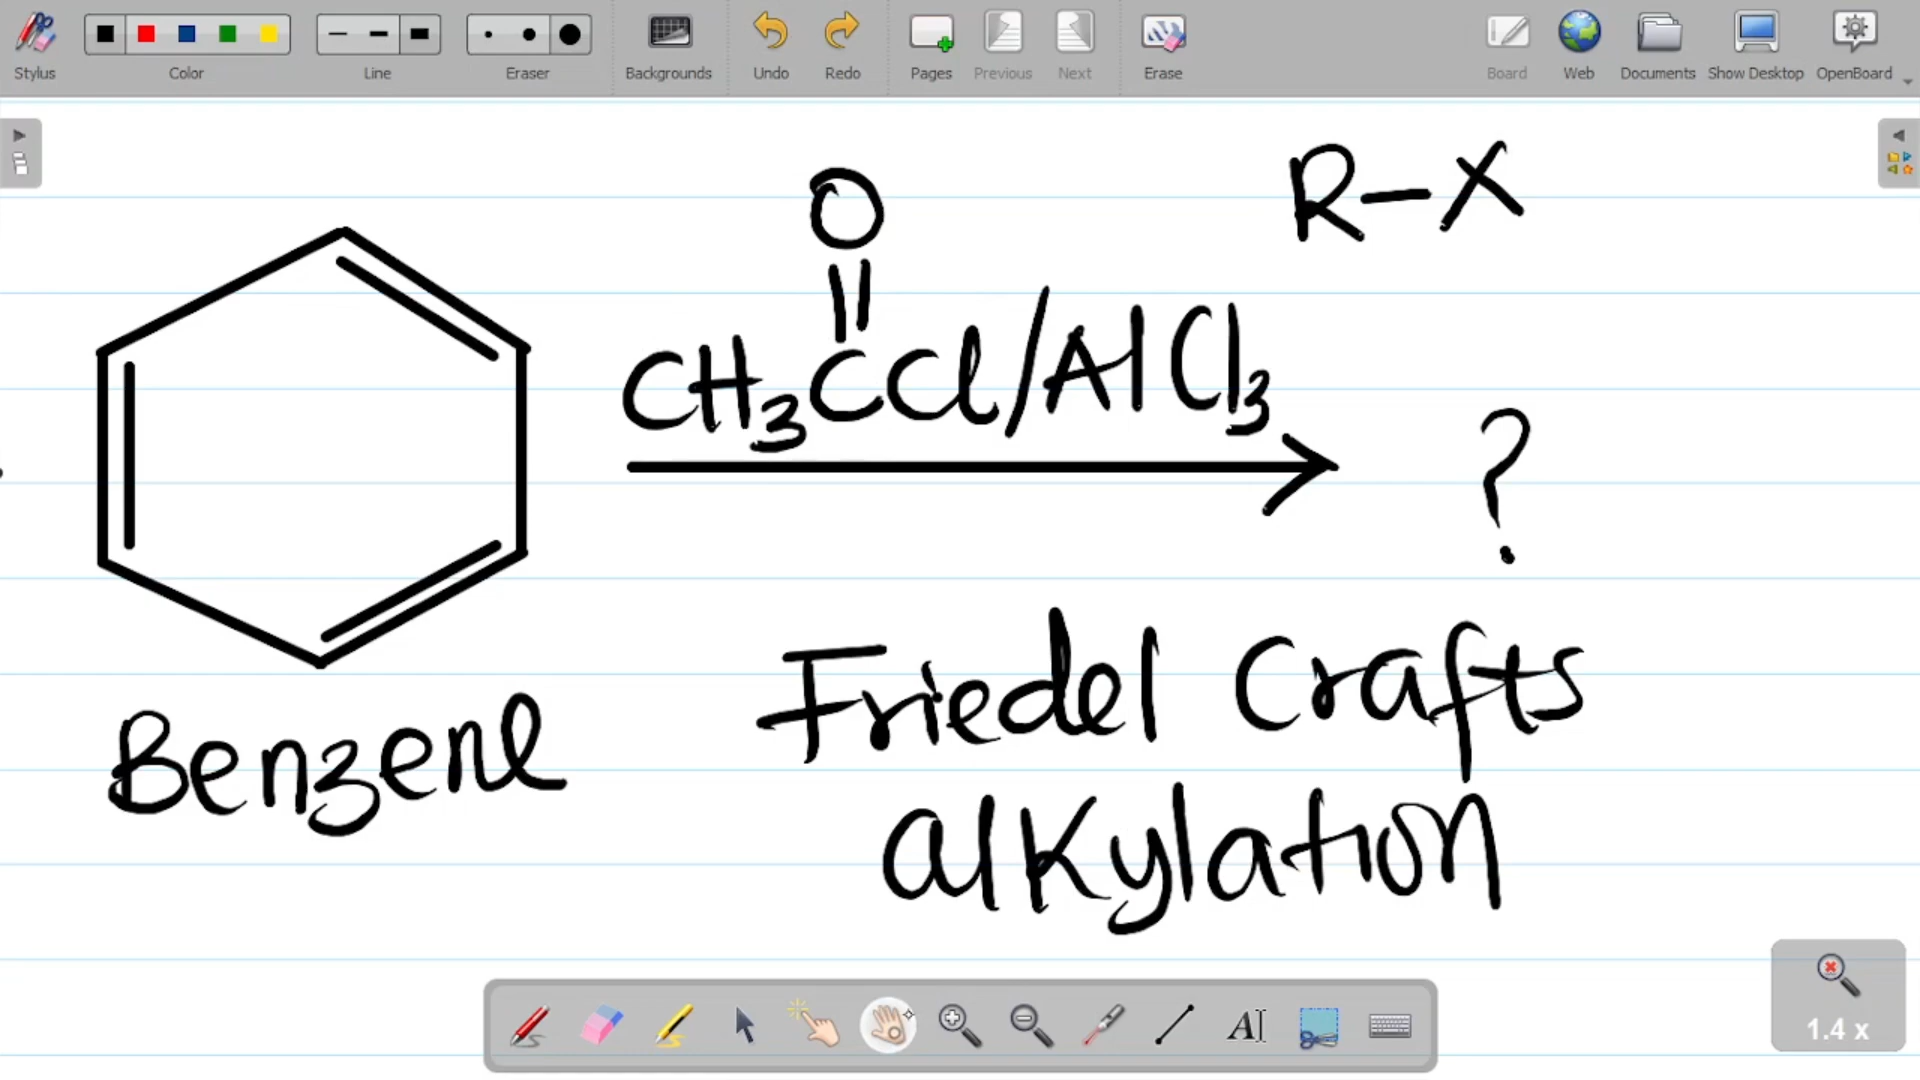 Stylus Color Line Eraser Backgrounds Undo Redo Pages Previous Next Erase Board Web Documents Show Desktop OpenBoard
R-X
O
CH3CCl/AlCl3
?
Benzene
Friedel Crafts
alkylation
AI
1.4 x